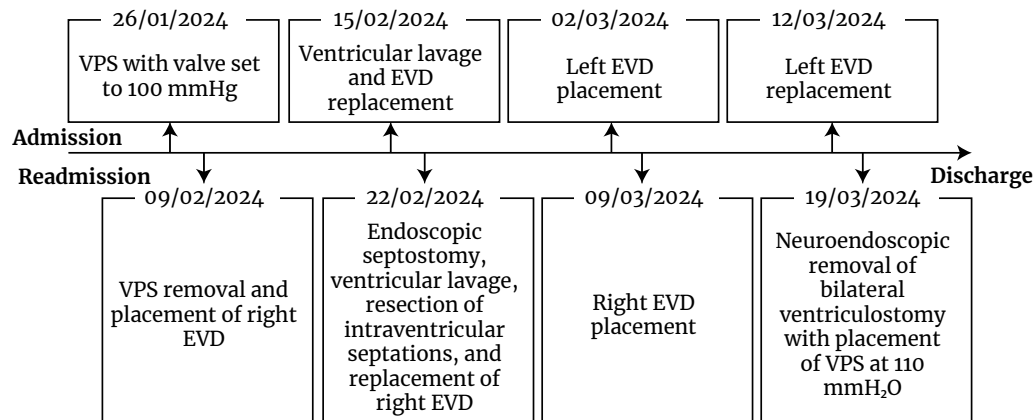 26/01/2024
VPS with valve set
to 100 mmHg
15/02/2024
Ventricular lavage
and EVD
replacement
02/03/2024
Left EVD
placement
12/03/2024
Left EVD
replacement
Admission
Readmission
Discharge
09/02/2024
VPS removal and
placement of right
EVD
22/02/2024
Endoscopic
septostomy,
ventricular lavage,
resection of
intraventricular
septations, and
replacement of
right EVD
09/03/2024
Right EVD
placement
19/03/2024
Neuroendoscopic
removal of
bilateral
ventriculostomy
with placement
of VPS at 110
mmH₂O